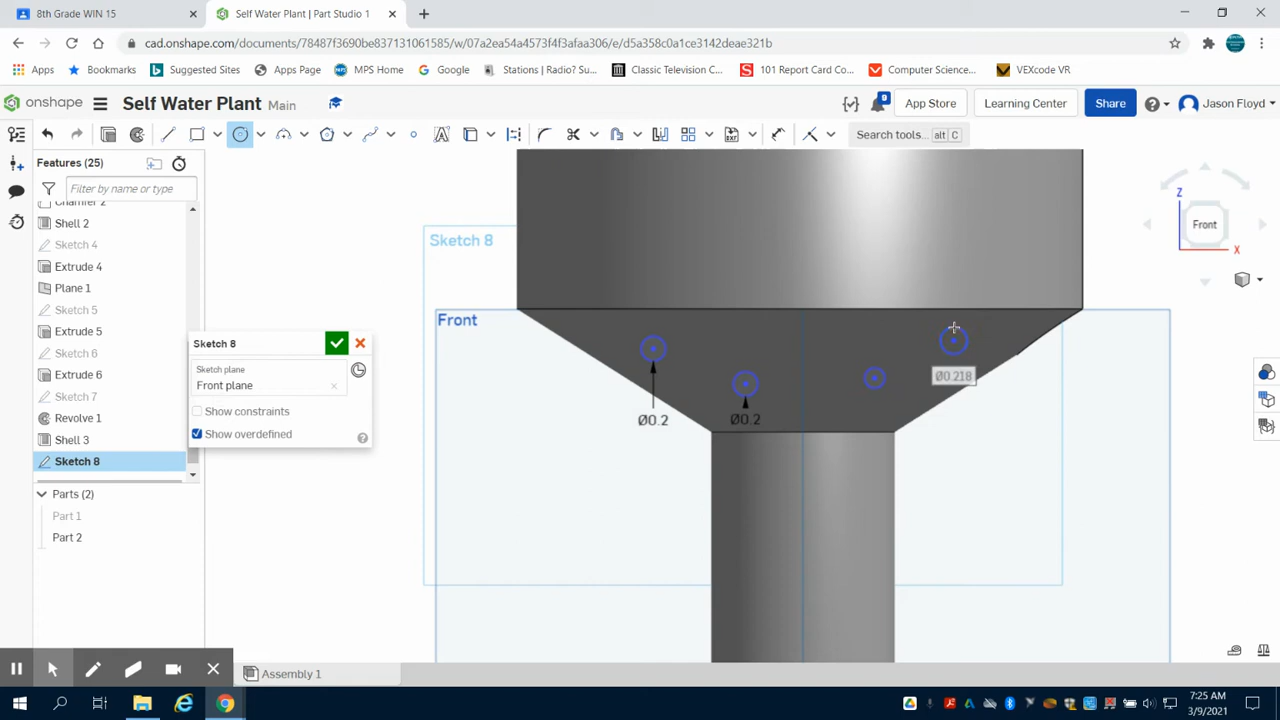 8th Grade WIN 15
Self Water Plant | Part Studio 1
cad.onshape.com/documents/78487f3690be837131061585/w/07a2ea54a4573f4f3afaa306/e/d5a358c0a1ce3142deae321b
Apps
Bookmarks
Suggested Sites
Apps Page
MPS Home
Google
Stations | Radio? Su...
Classic Television C...
101 Report Card Co...
Computer Science...
VEXcode VR
onshape
Self Water Plant
Main
9
App Store
Learning Center
Share
Jason Floyd
Search tools...
alt
C
Features (25)
Filter by name or type
Chamfer 2
Shell 2
Sketch 4
Extrude 4
Plane 1
Sketch 5
Extrude 5
Sketch 6
Extrude 6
Sketch 7
Revolve 1
Shell 3
Sketch 8
Parts (2)
Part 1
Part 2
Sketch 8
Sketch plane
Front plane
Show constraints
Show overdefined
Sketch 8
Front
Ø0.2
Ø0.2
Ø0.218
Z
Front
X
Assembly 1
7:25 AM
3/9/2021